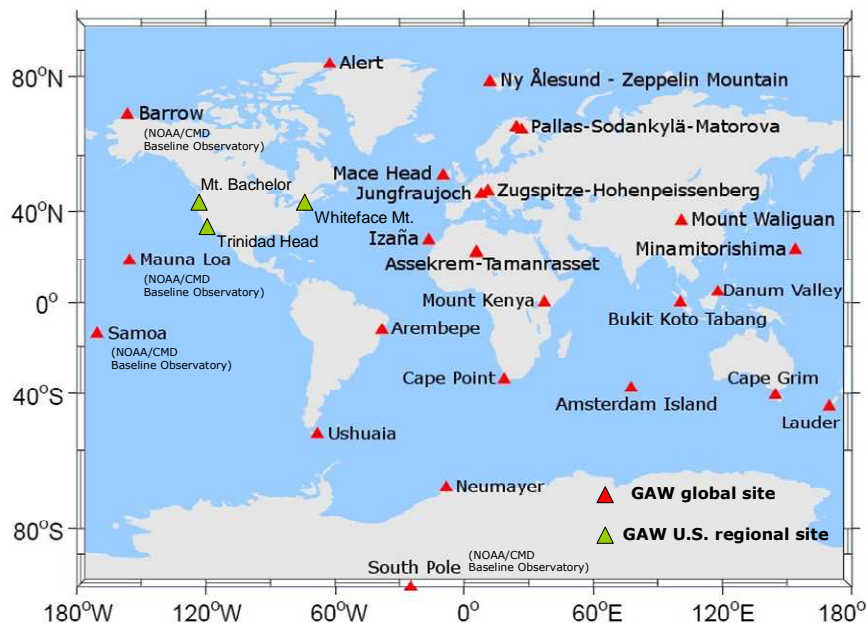 Alert
80°N
Ny Ålesund - Zeppelin Mountain
Barrow
(NOAA/CMD
Baseline Observatory)
Pallas-Sodankylä-Matorova
Mace Head
Mt. Bachelor
Jungfraujoch
Zugspitze-Hohenpeissenberg
40°N
Whiteface Mt.
Mount Waliguan
Trinidad Head
Izaña
Minamitorishima
Mauna Loa
(NOAA/CMD
Baseline Observatory)
Assekrem-Tamanrasset
Danum Valley
0°
Mount Kenya
Bukit Koto Tabang
Samoa
(NOAA/CMD
Baseline Observatory)
Arembepe
Cape Point
Cape Grim
40°S
Amsterdam Island
Lauder
Ushuaia
Neumayer
GAW global site
80°S
GAW U.S. regional site
South Pole
(NOAA/CMD
Baseline Observatory)
180°W
120°W
60°W
0°
60°E
120°E
180°